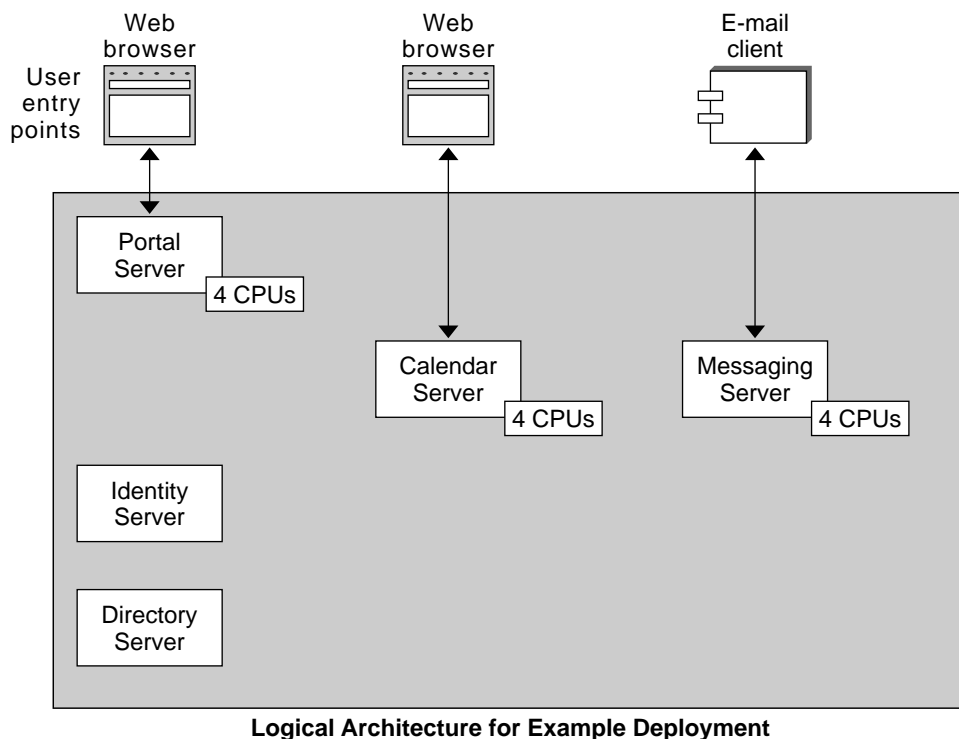 Web
browser
Web
browser
E-mail
client
User
entry
points
Portal
Server
4 CPUs
Calendar
Server
4 CPUs
Messaging
Server
4 CPUs
Identity
Server
Directory
Server
Logical Architecture for Example Deployment